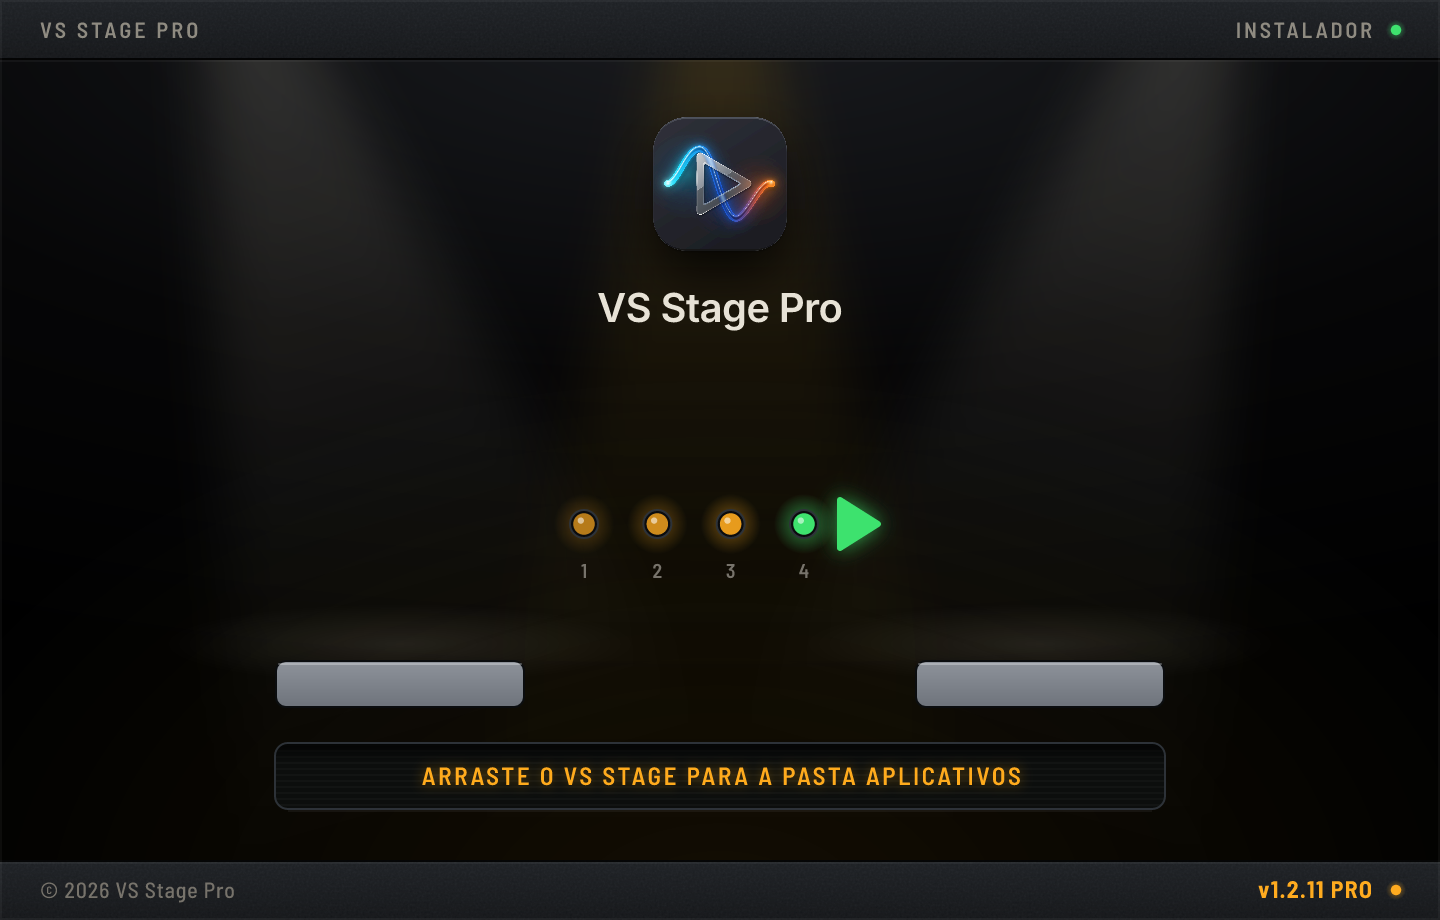 VS STAGE PRO
INSTALADOR
VS Stage Pro
1 2 3 4
ARRASTE O VS STAGE PARA A PASTA APLICATIVOS
© 2026 VS Stage Pro
v1.2.11 PRO